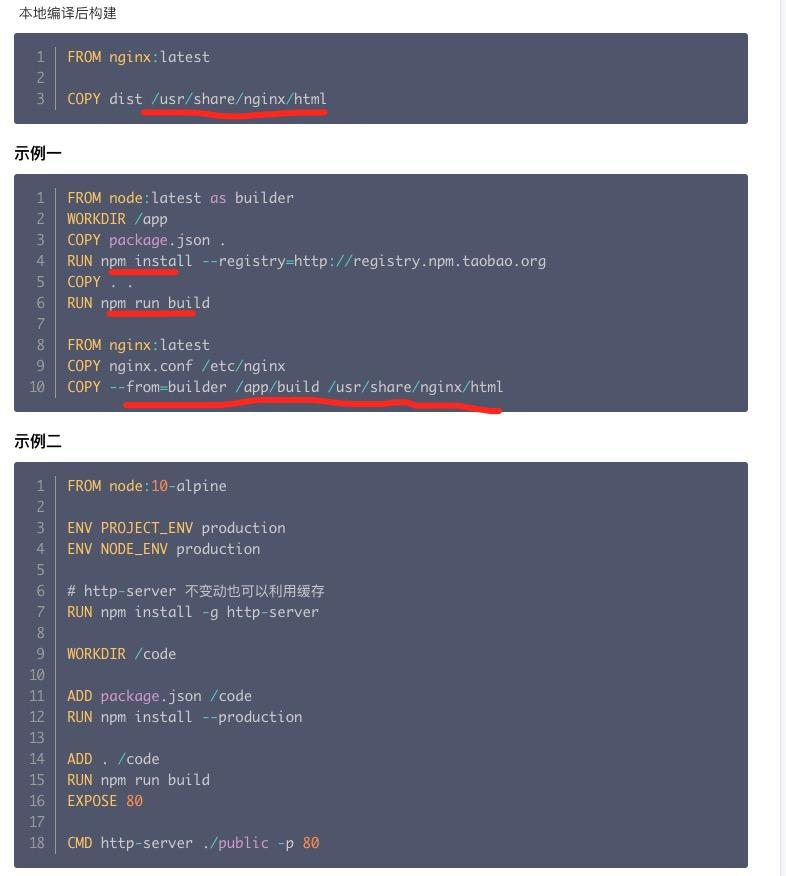 本地编译后构建
1 FROM nginx:latest
2
3 COPY dist /usr/share/nginx/html
示例一
1 FROM node:latest as builder
2 WORKDIR /app
3 COPY package.json .
4 RUN npm install --registry=http://registry.npm.taobao.org
5 COPY . .
6 RUN npm run build
7
8 FROM nginx:latest
9 COPY nginx.conf /etc/nginx
10 COPY --from=builder /app/build /usr/share/nginx/html
示例二
1 FROM node:10-alpine
2
3 ENV PROJECT_ENV production
4 ENV NODE_ENV production
5
6 # http-server 不变动也可以利用缓存
7 RUN npm install -g http-server
8
9 WORKDIR /code
10
11 ADD package.json /code
12 RUN npm install --production
13
14 ADD . /code
15 RUN npm run build
16 EXPOSE 80
17
18 CMD http-server ./public -p 80